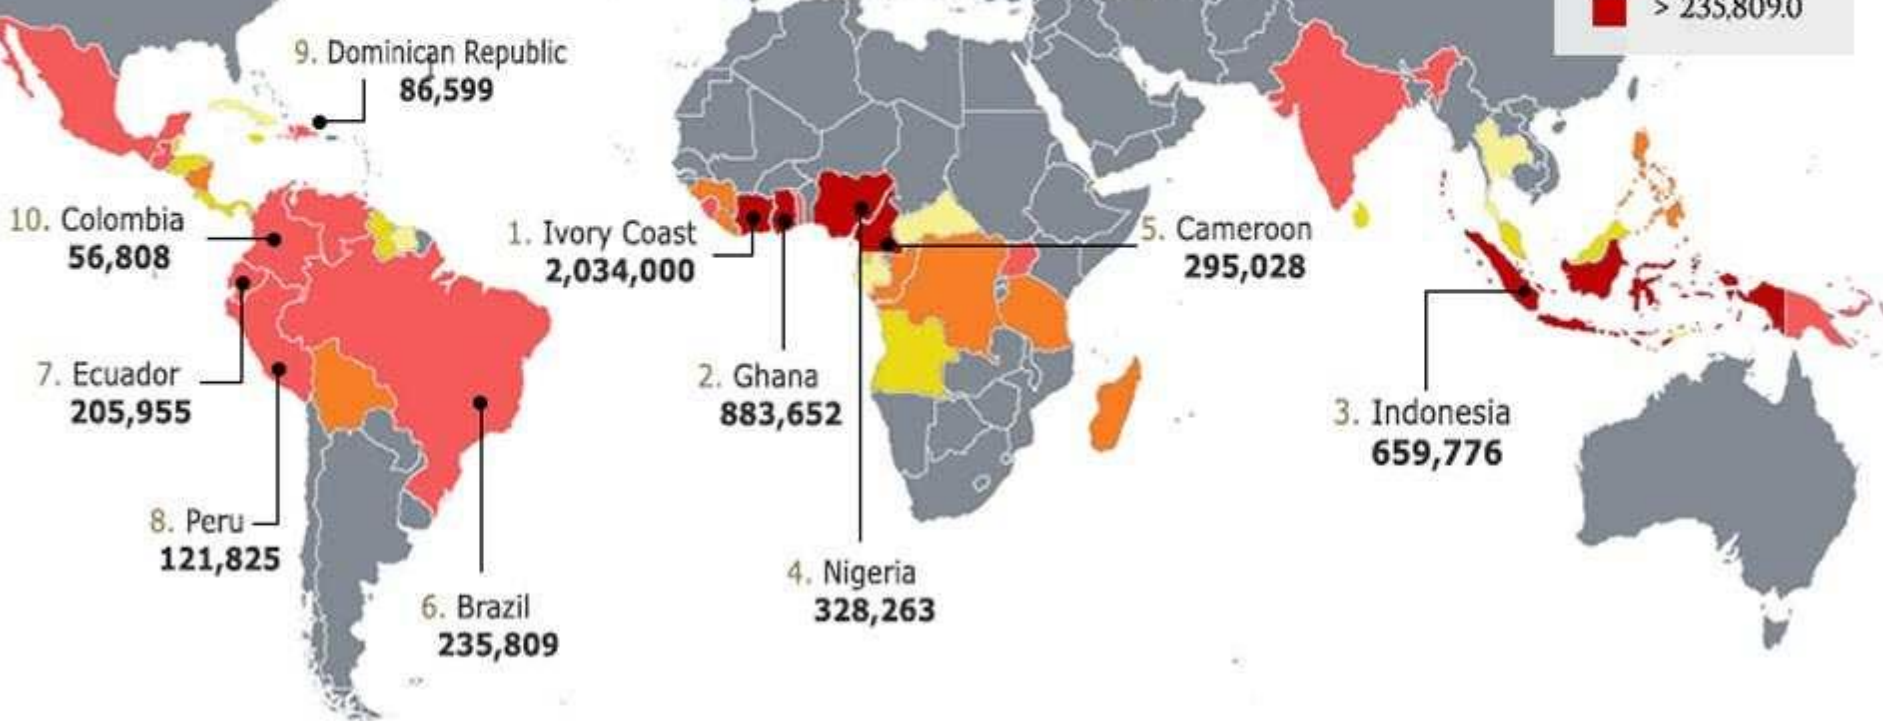 > 235,809.0
9. Dominican Republic
86,599
10. Colombia
56,808
1. Ivory Coast
2,034,000
5. Cameroon
295,028
7. Ecuador
205,955
2. Ghana
883,652
3. Indonesia
659,776
8. Peru
121,825
4. Nigeria
328,263
6. Brazil
235,809